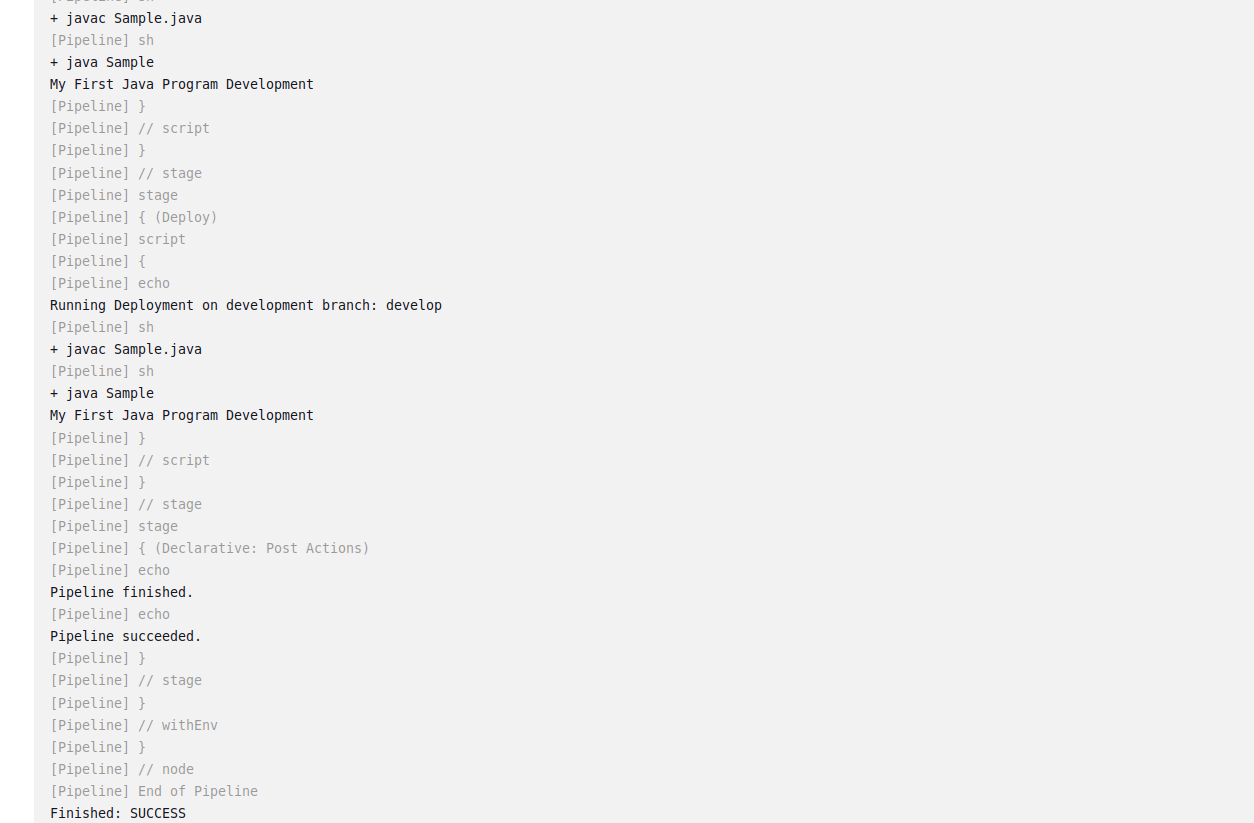 [Pipeline] sh
+ javac Sample.java
[Pipeline] sh
+ java Sample
My First Java Program Development
[Pipeline] }
[Pipeline] // script
[Pipeline] }
[Pipeline] // stage
[Pipeline] stage
[Pipeline] { (Deploy)
[Pipeline] script
[Pipeline] {
[Pipeline] echo
Running Deployment on development branch: develop
[Pipeline] sh
+ javac Sample.java
[Pipeline] sh
+ java Sample
My First Java Program Development
[Pipeline] }
[Pipeline] // script
[Pipeline] }
[Pipeline] // stage
[Pipeline] stage
[Pipeline] { (Declarative: Post Actions)
[Pipeline] echo
Pipeline finished.
[Pipeline] echo
Pipeline succeeded.
[Pipeline] }
[Pipeline] // stage
[Pipeline] }
[Pipeline] // withEnv
[Pipeline] }
[Pipeline] // node
[Pipeline] End of Pipeline
Finished: SUCCESS